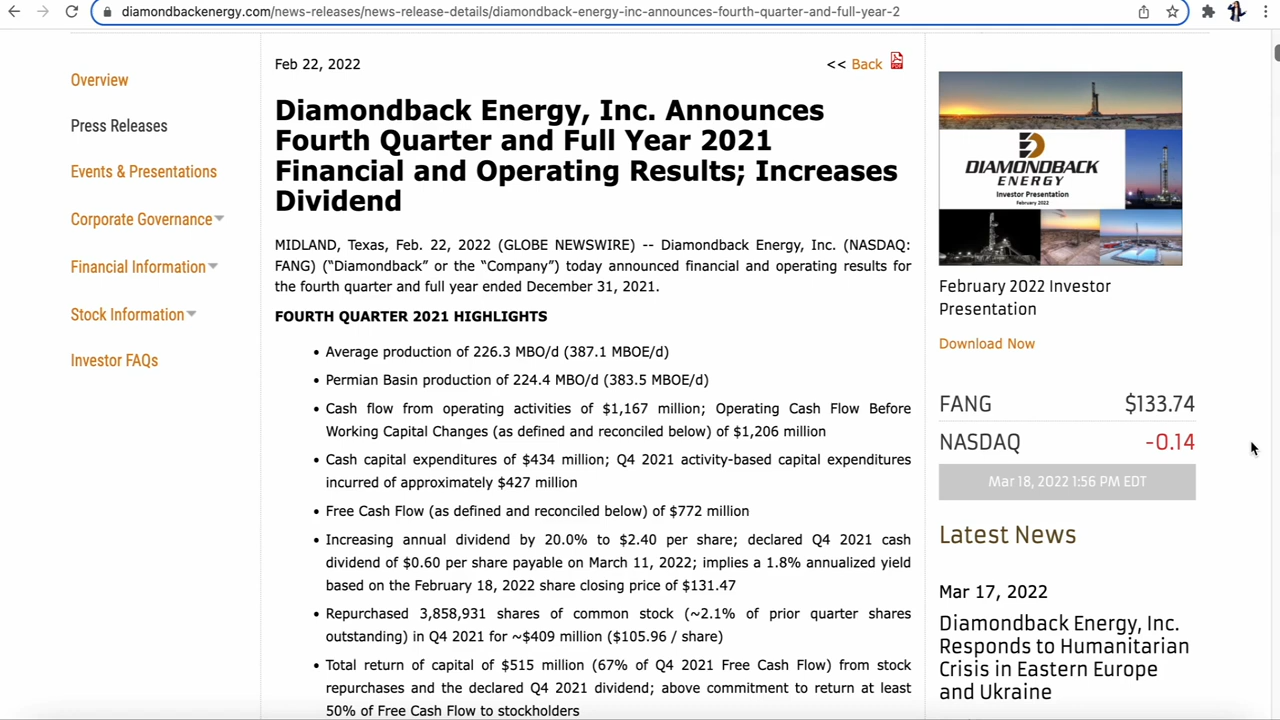 diamondbackenergy.com/news-releases/news-release-details/diamondback-energy-inc-announces-fourth-quarter-and-full-year-2
Overview
Press Releases
Events & Presentations
Corporate Governance
Financial Information
Stock Information
Investor FAQs
Feb 22, 2022
<< Back
Diamondback Energy, Inc. Announces
Fourth Quarter and Full Year 2021
Financial and Operating Results; Increases
Dividend
MIDLAND, Texas, Feb. 22, 2022 (GLOBE NEWSWIRE) -- Diamondback Energy, Inc. (NASDAQ:
FANG) (“Diamondback” or the “Company”) today announced financial and operating results for
the fourth quarter and full year ended December 31, 2021.
FOURTH QUARTER 2021 HIGHLIGHTS
• Average production of 226.3 MBO/d (387.1 MBOE/d)
• Permian Basin production of 224.4 MBO/d (383.5 MBOE/d)
• Cash flow from operating activities of $1,167 million; Operating Cash Flow Before
Working Capital Changes (as defined and reconciled below) of $1,206 million
• Cash capital expenditures of $434 million; Q4 2021 activity-based capital expenditures
incurred of approximately $427 million
• Free Cash Flow (as defined and reconciled below) of $772 million
• Increasing annual dividend by 20.0% to $2.40 per share; declared Q4 2021 cash
dividend of $0.60 per share payable on March 11, 2022; implies a 1.8% annualized yield
based on the February 18, 2022 share closing price of $131.47
• Repurchased 3,858,931 shares of common stock (~2.1% of prior quarter shares
outstanding) in Q4 2021 for ~$409 million ($105.96 / share)
• Total return of capital of $515 million (67% of Q4 2021 Free Cash Flow) from stock
repurchases and the declared Q4 2021 dividend; above commitment to return at least
50% of Free Cash Flow to stockholders
DIAMONDBACK
ENERGY
Investor Presentation
February 2022
February 2022 Investor
Presentation
Download Now
FANG $133.74
NASDAQ -0.14
Mar 18, 2022 1:56 PM EDT
Latest News
Mar 17, 2022
Diamondback Energy, Inc.
Responds to Humanitarian
Crisis in Eastern Europe
and Ukraine